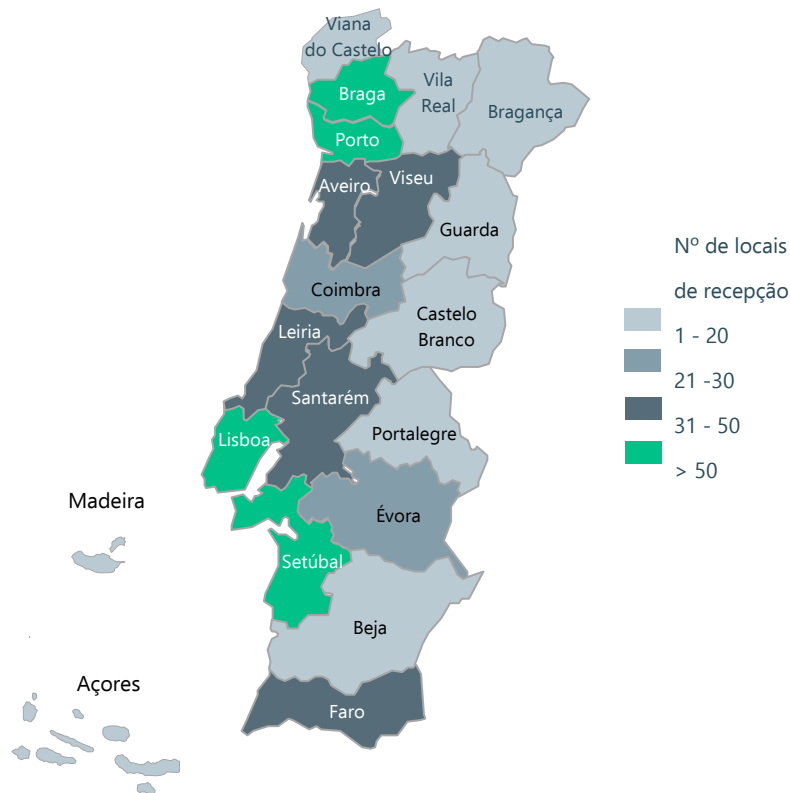 Viana
do Castelo
Braga
Vila
Real
Bragança
Porto
Aveiro
Viseu
Guarda
Coimbra
Castelo
Branco
Leiria
Santarém
Lisboa
Portalegre
Évora
Setúbal
Beja
Faro
Madeira
Açores
Nº de locais
de recepção
1 - 20
21 -30
31 - 50
> 50